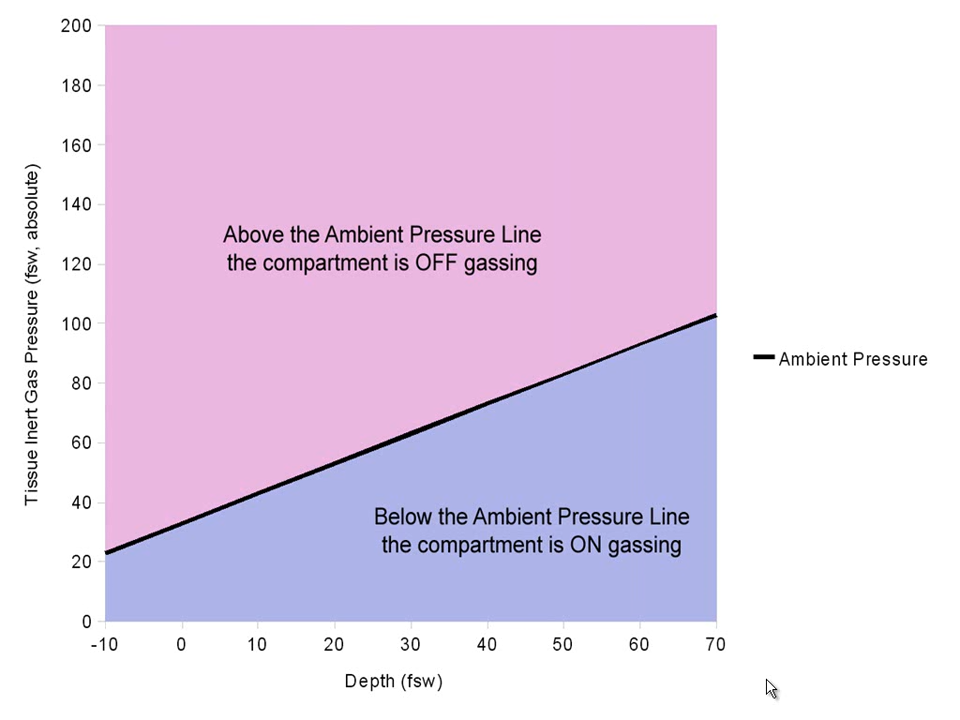 200
180
160
140
120
100
80
60
40
20
0
Tissue Inert Gas Pressure (fsw, absolute)
Above the Ambient Pressure Line
the compartment is OFF gassing
Ambient Pressure
Below the Ambient Pressure Line
the compartment is ON gassing
-10 0 10 20 30 40 50 60 70
Depth (fsw)